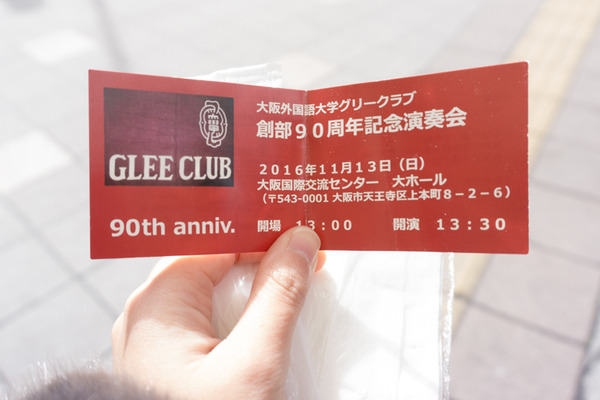 GLEE CLUB
90th anniv.
大阪外国語大学グリークラブ
創部９０周年記念演奏会
２０１６年１１月１３日（日）
大阪国際交流センター　大ホール
（〒543-0001 大阪市天王寺区上本町８－２－６）
開場　１３：００　　開演　１３：３０